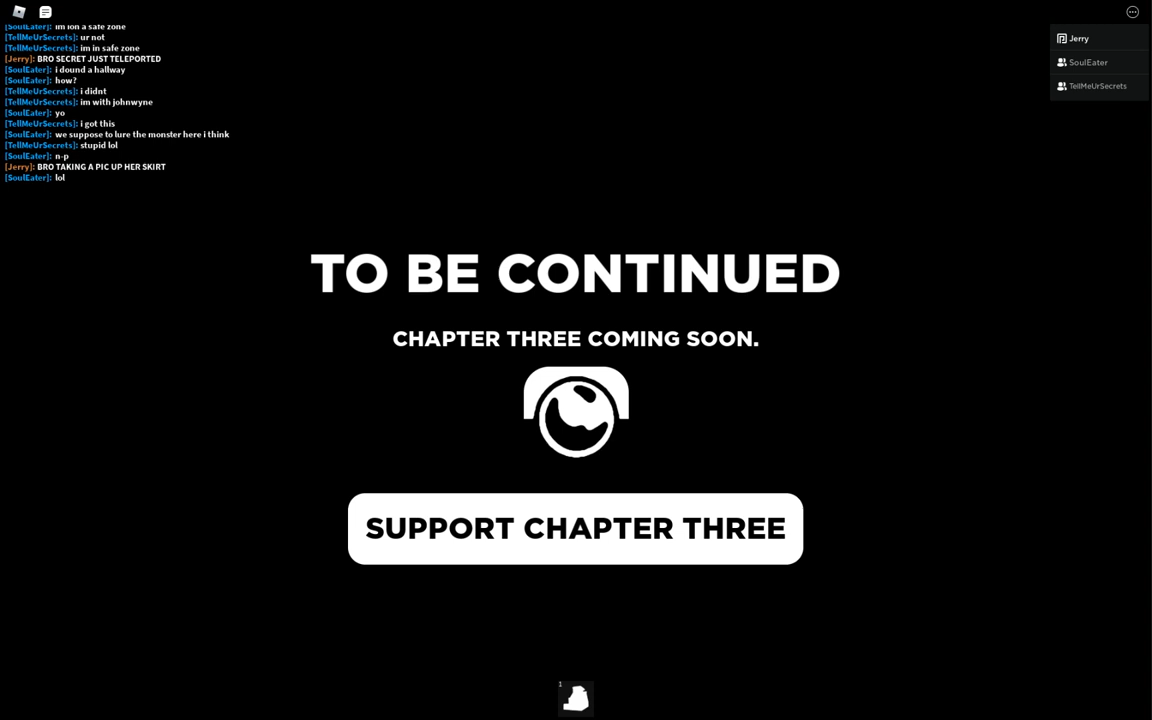 [SoulEater]: im ion a safe zone
[TellMeUrSecrets]: ur not
[TellMeUrSecrets]: im in safe zone
[Jerry]: BRO SECRET JUST TELEPORTED
[SoulEater]: i dound a hallway
[SoulEater]: how?
[TellMeUrSecrets]: i didnt
[TellMeUrSecrets]: im with johnwyne
[SoulEater]: yo
[TellMeUrSecrets]: i got this
[SoulEater]: we suppose to lure the monster here i think
[TellMeUrSecrets]: stupid lol
[SoulEater]: n-p
[Jerry]: BRO TAKING A PIC UP HER SKIRT
[SoulEater]: lol
Jerry
SoulEater
TellMeUrSecrets
TO BE CONTINUED
CHAPTER THREE COMING SOON.
SUPPORT CHAPTER THREE
1